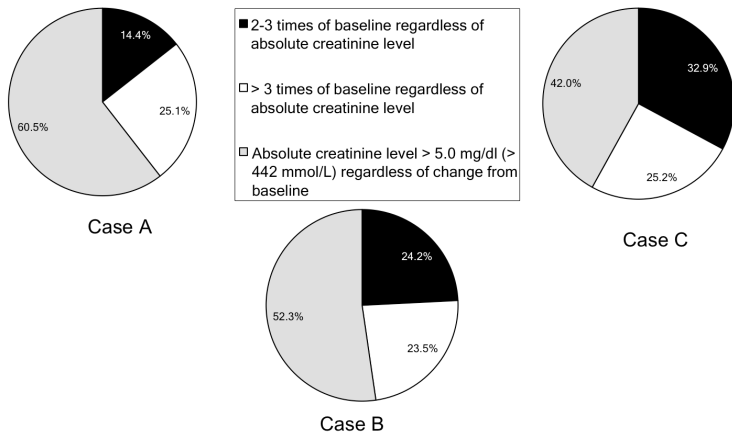 14.4%
25.1%
60.5%
Case A
2-3 times of baseline regardless of
absolute creatinine level
> 3 times of baseline regardless of
absolute creatinine level
Absolute creatinine level > 5.0 mg/dl (>
442 mmol/L) regardless of change from
baseline
32.9%
42.0%
25.2%
Case C
24.2%
52.3%
23.5%
Case B